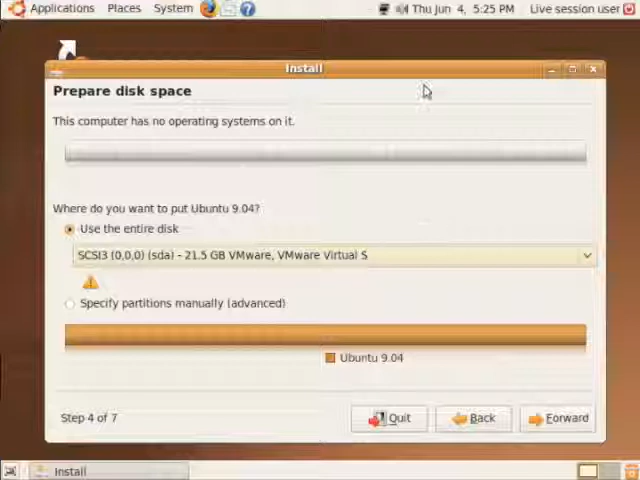 Applications Places System Thu Jun 4, 5:25 PM Live session user
Install
Prepare disk space
This computer has no operating systems on it.
Where do you want to put Ubuntu 9.04?
Use the entire disk
SCSI3 (0,0,0) (sda) - 21.5 GB VMware, VMware Virtual S
Specify partitions manually (advanced)
Ubuntu 9.04
Step 4 of 7 Quit Back Forward
Install